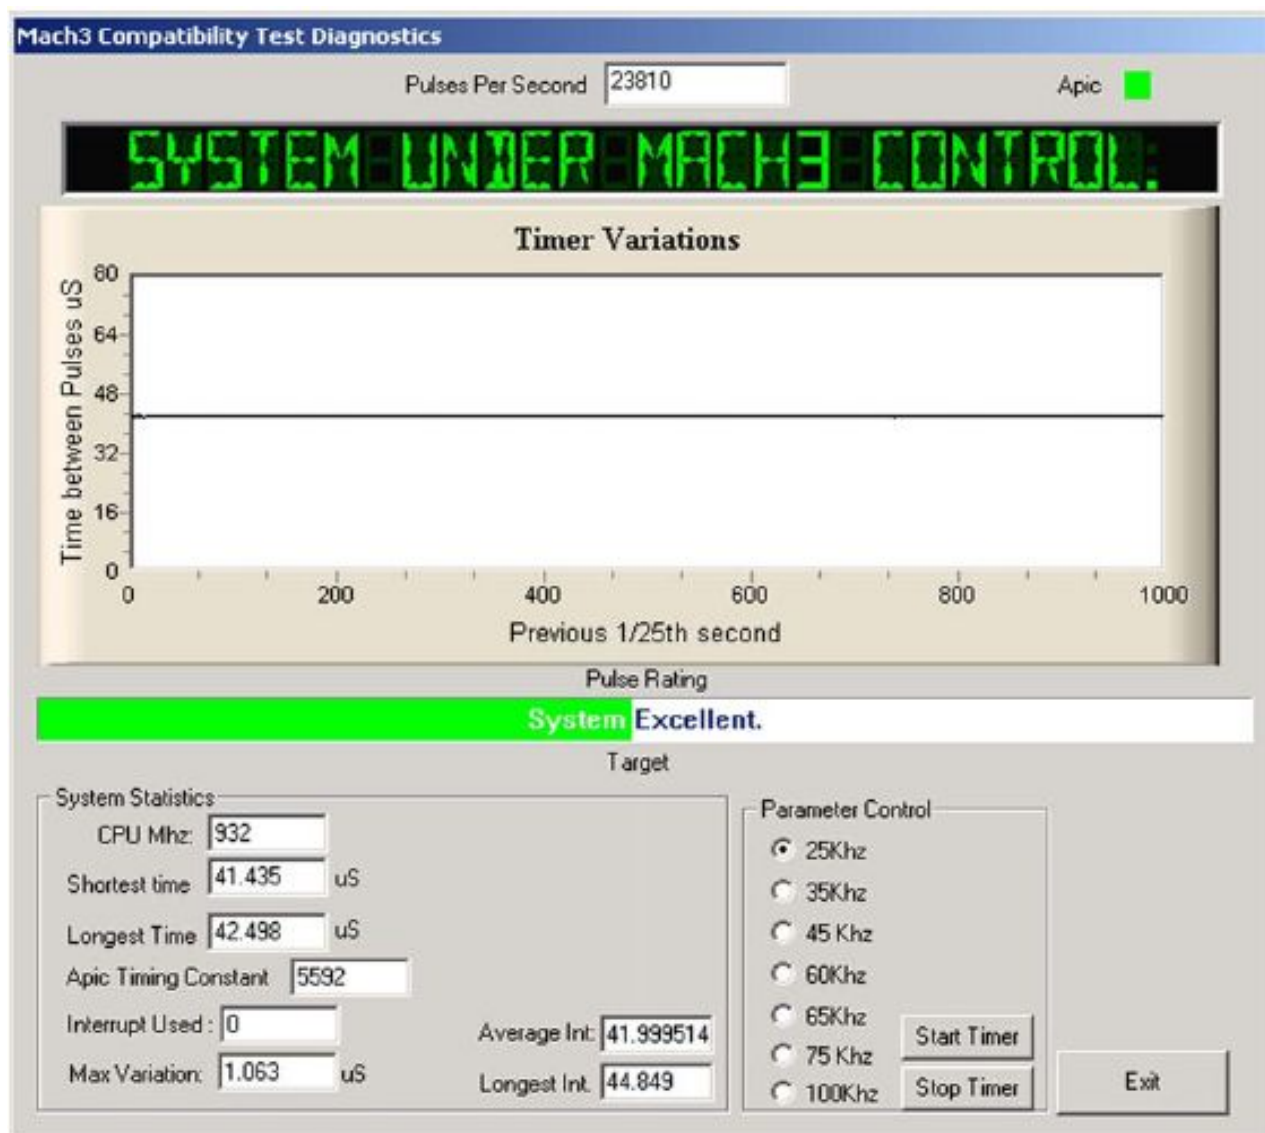 Mach3 Compatibility Test Diagnostics
Pulses Per Second 23810 Apic
SYSTEM UNDER MACH3 CONTROL.
Timer Variations
Time between Pulses uS
80
64
48
32
16
0
0 200 400 600 800 1000
Previous 1/25th second
Pulse Rating
System Excellent.
Target
System Statistics
CPU Mhz: 932
Shortest time 41.435 uS
Longest Time 42.498 uS
Apic Timing Constant 5592
Interrupt Used : 0
Max Variation: 1.063 uS
Average Int: 41.999514
Longest Int. 44.849
Parameter Control
25Khz
35Khz
45 Khz
60Khz
65Khz
75 Khz
100Khz
Start Timer
Stop Timer
Exit